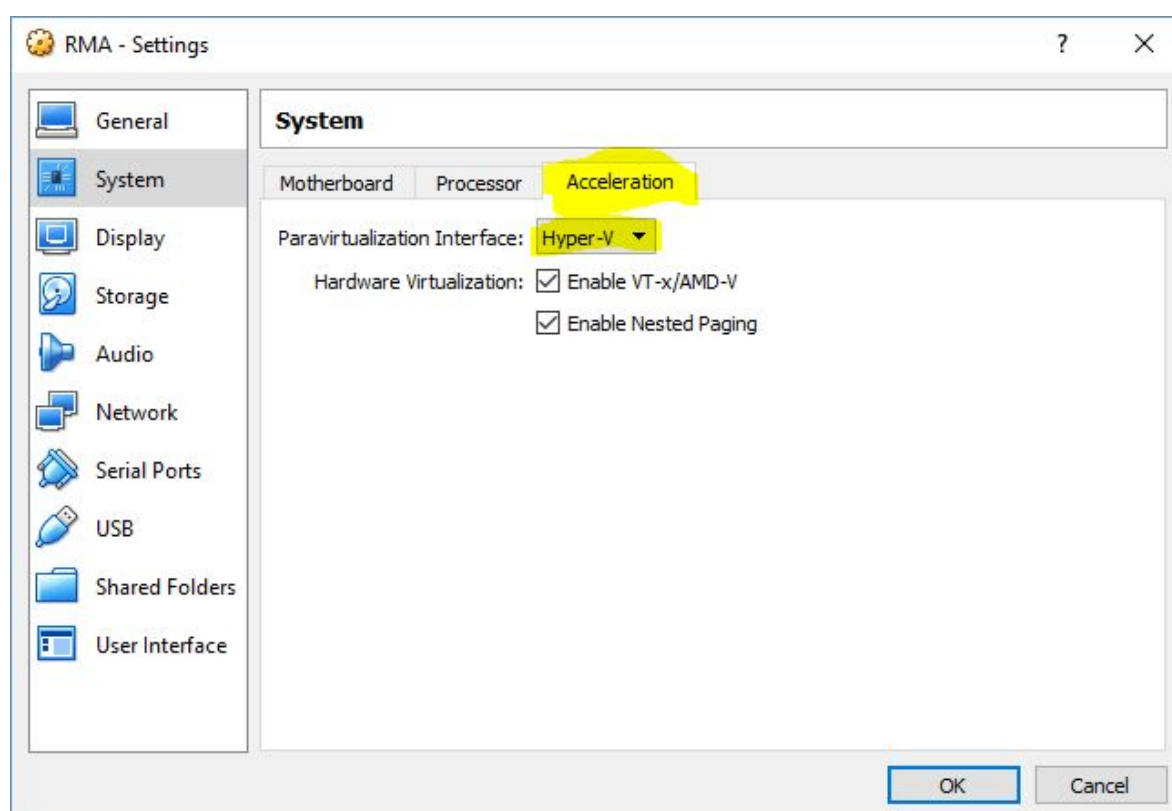 RMA - Settings
?
General
System
Display
Storage
Audio
Network
Serial Ports
USB
Shared Folders
User Interface
System
Motherboard Processor Acceleration
Paravirtualization Interface: Hyper-V
Hardware Virtualization: Enable VT-x/AMD-V
Enable Nested Paging
OK Cancel